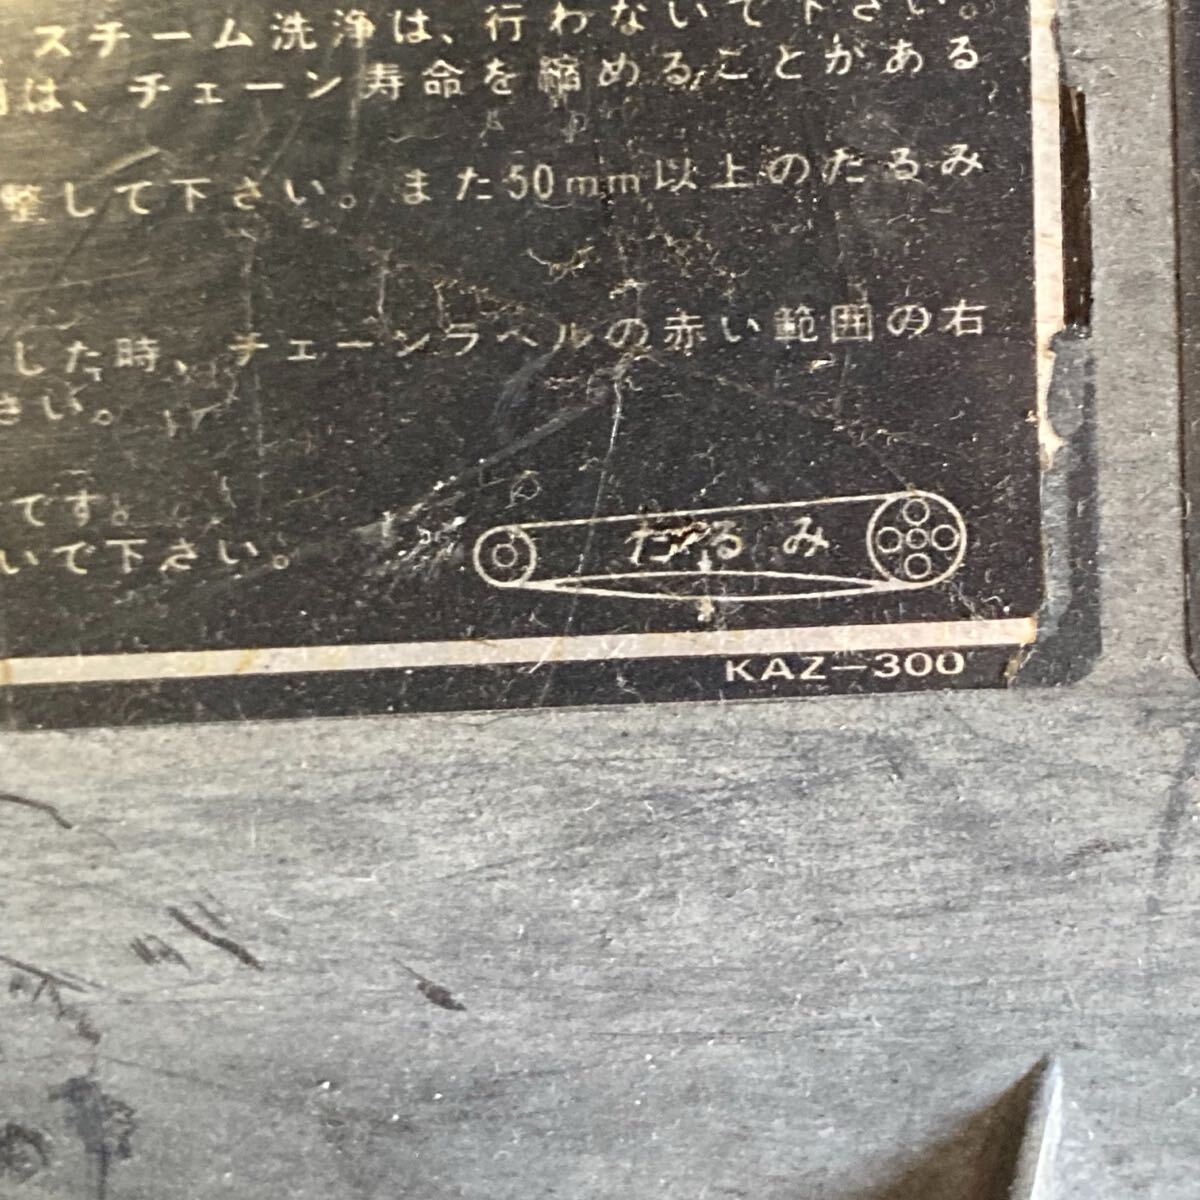 スチーム洗浄は、行わないで下さい。
は、チェーン寿命を縮めることがある
整して下さい。また50mm以上のたるみ
した時、チェーンラベルの赤い範囲の右
さい。
です。
いで下さい。
たるみ
KAZ-300